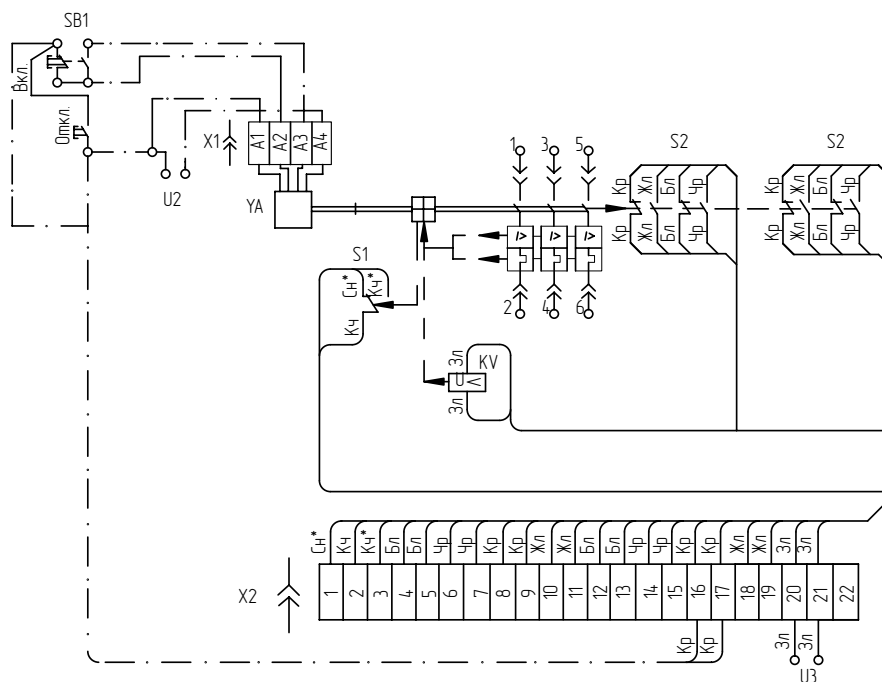 SB1
Вкл.
Откл.
X1
A1 A2 A3 A4
U2
YA
1 3 5
I> I> I>
2 4 6
S2
Кр Жл Бл Чр
Кр Жл Бл Чр
S2
Кр Жл Бл Чр
Кр Жл Бл Чр
S1
Сн* Кч*
Кч
Зл
KV
U<
Зл
Сн* Кч Кч* Бл Бл Чр Чр Кр Кр Жл Жл Бл Бл Чр Чр Кр Кр Жл Жл Зл Зл
X2
1 2 3 4 5 6 7 8 9 10 11 12 13 14 15 16 17 18 19 20 21 22
Кр Кр Зл Зл
U3